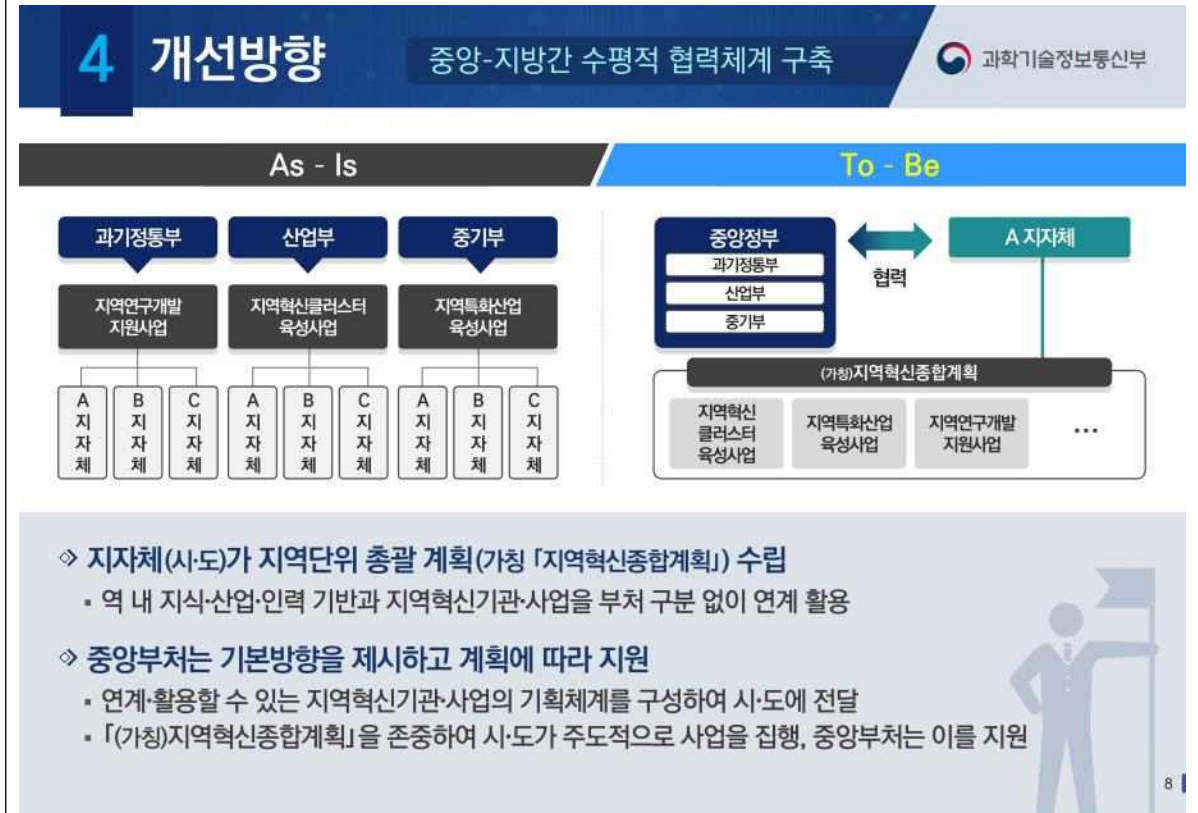 4 개선방향 중앙-지방간 수평적 협력체계 구축 과학기술정보통신부
As - Is
과기정통부 산업부 중기부
지역연구개발
지원사업
지역혁신클러스터
육성사업
지역특화산업
육성사업
A
지
자
체
B
지
자
체
C
지
자
체
A
지
자
체
B
지
자
체
C
지
자
체
A
지
자
체
B
지
자
체
C
지
자
체
To - Be
중앙정부
과기정통부
산업부
중기부
협력
A 지자체
(가칭)지역혁신종합계획
지역혁신
클러스터
육성사업
지역특화산업
육성사업
지역연구개발
지원사업
···
지자체(시·도)가 지역단위 총괄 계획(가칭 「지역혁신종합계획」) 수립
▪ 역 내 지식·산업·인력 기반과 지역혁신기관·사업을 부처 구분 없이 연계 활용
중앙부처는 기본방향을 제시하고 계획에 따라 지원
▪ 연계·활용할 수 있는 지역혁신기관·사업의 기획체계를 구성하여 시·도에 전달
▪ 「(가칭)지역혁신종합계획」을 존중하여 시·도가 주도적으로 사업을 집행, 중앙부처는 이를 지원
8